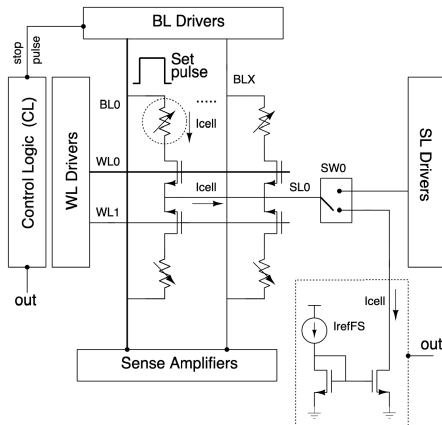 BL Drivers
stop
pulse
Set
pulse
BL0
.....
BLX
Icell
Control Logic (CL)
WL Drivers
SL Drivers
WL0
Icell
SL0
SW0
WL1
out
Icell
IrefFS
out
Sense Amplifiers